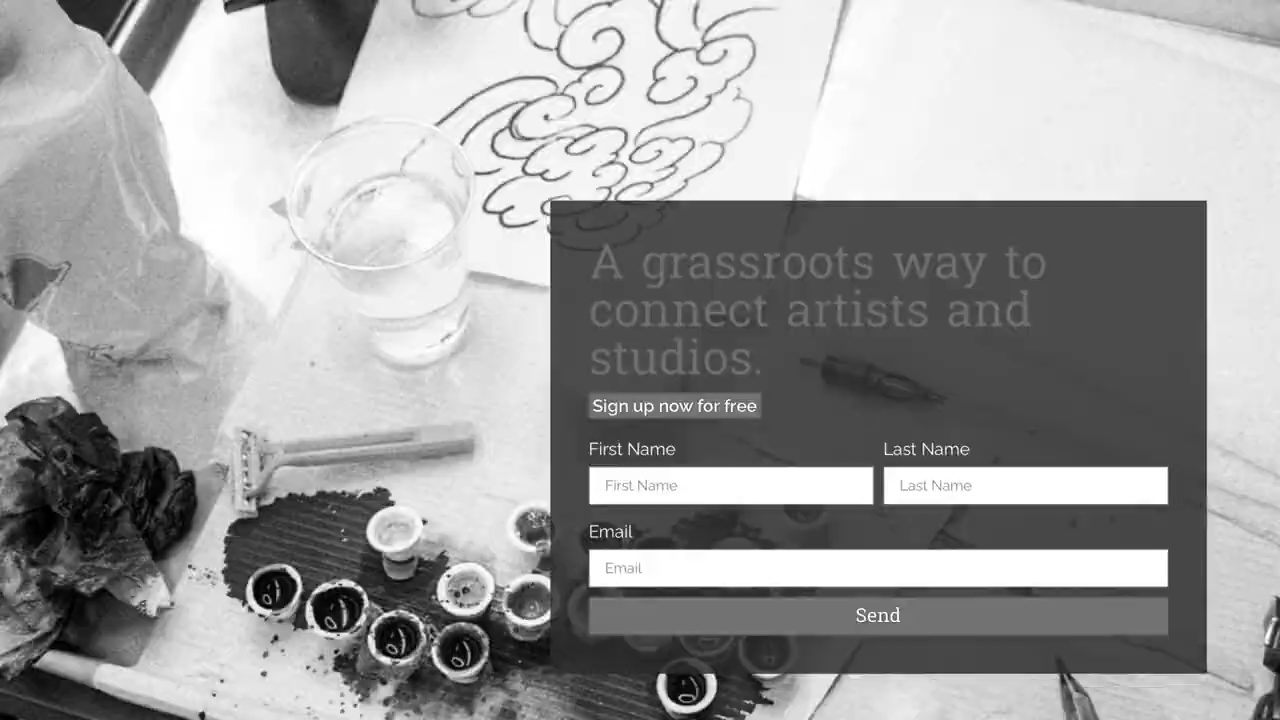 A grassroots way to
connect artists and
studios.
Sign up now for free
First Name
Last Name
First Name
Last Name
Email
Email
Send